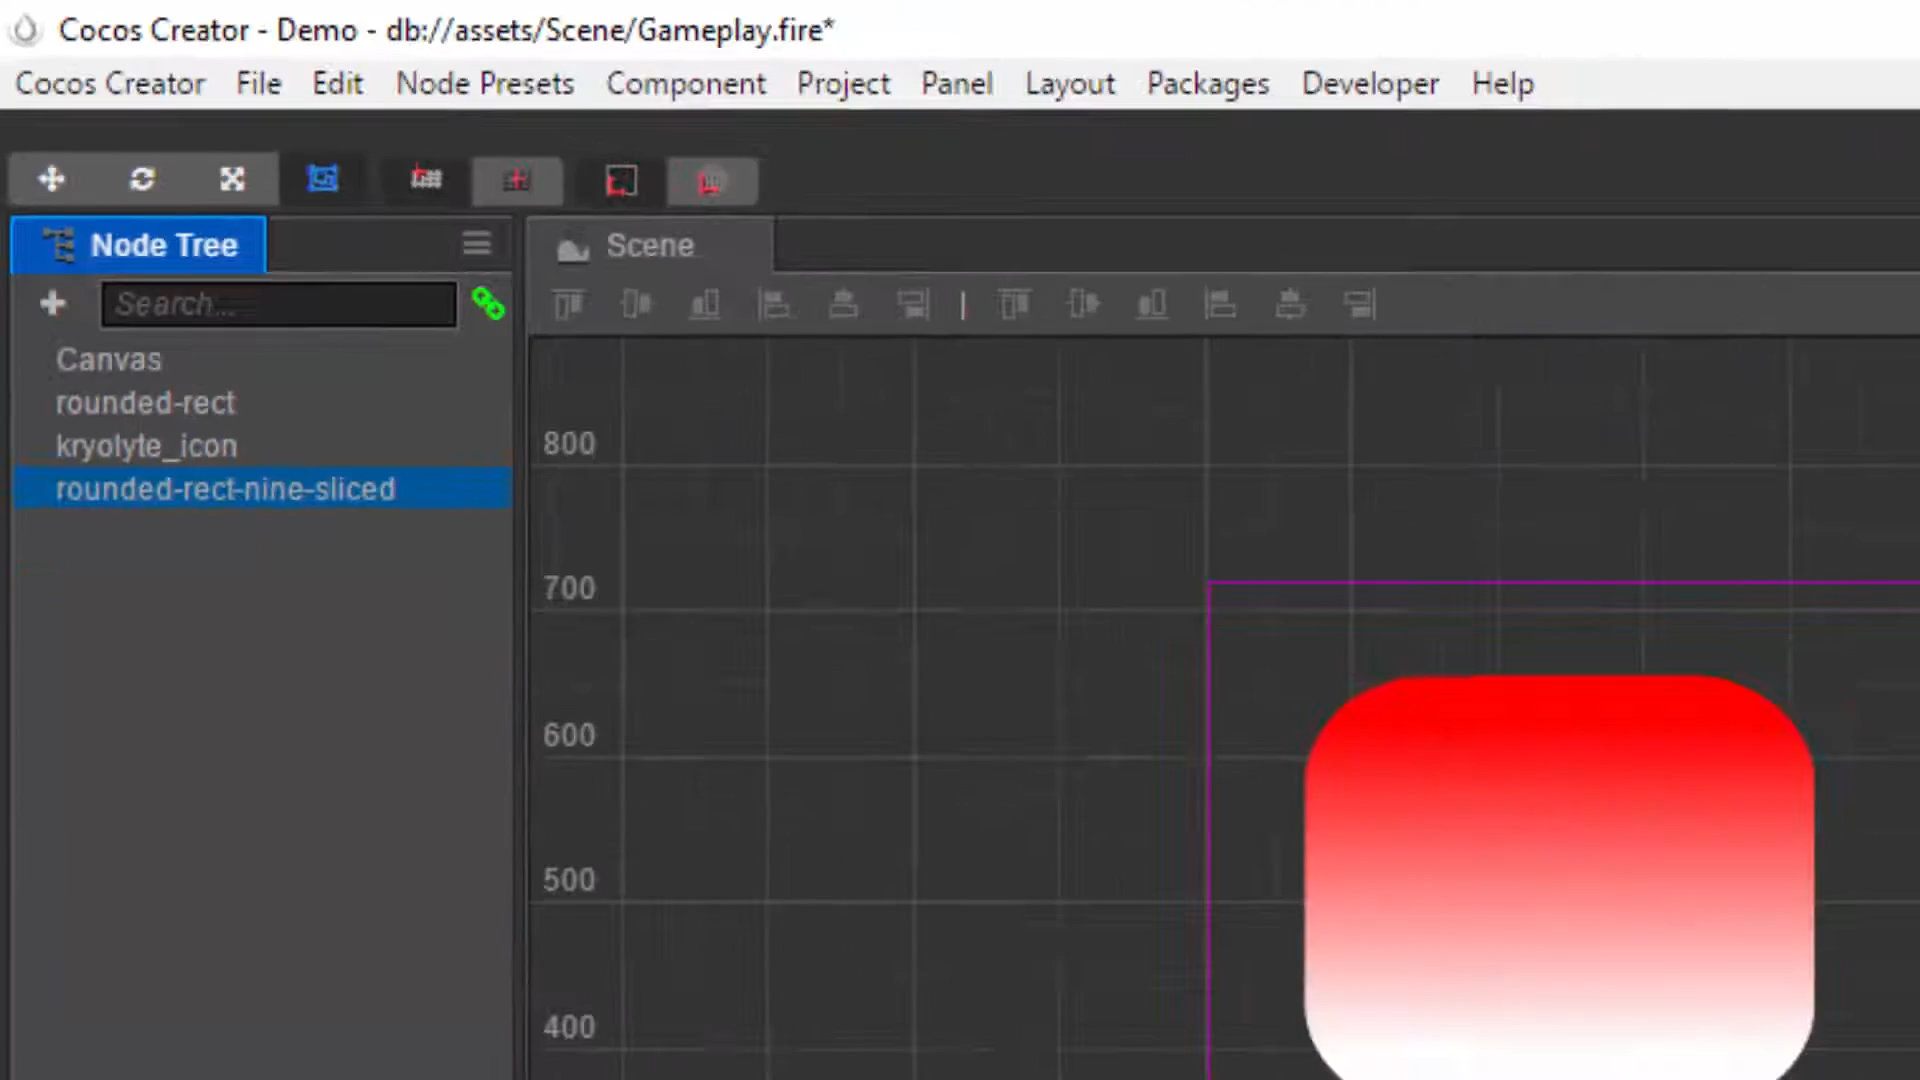 Cocos Creator - Demo - db://assets/Scene/Gameplay.fire*
Cocos Creator File Edit Node Presets Component Project Panel Layout Packages Developer Help
Node Tree
Scene
Search...
Canvas
rounded-rect
kryolyte_icon
rounded-rect-nine-sliced
800
700
600
500
400